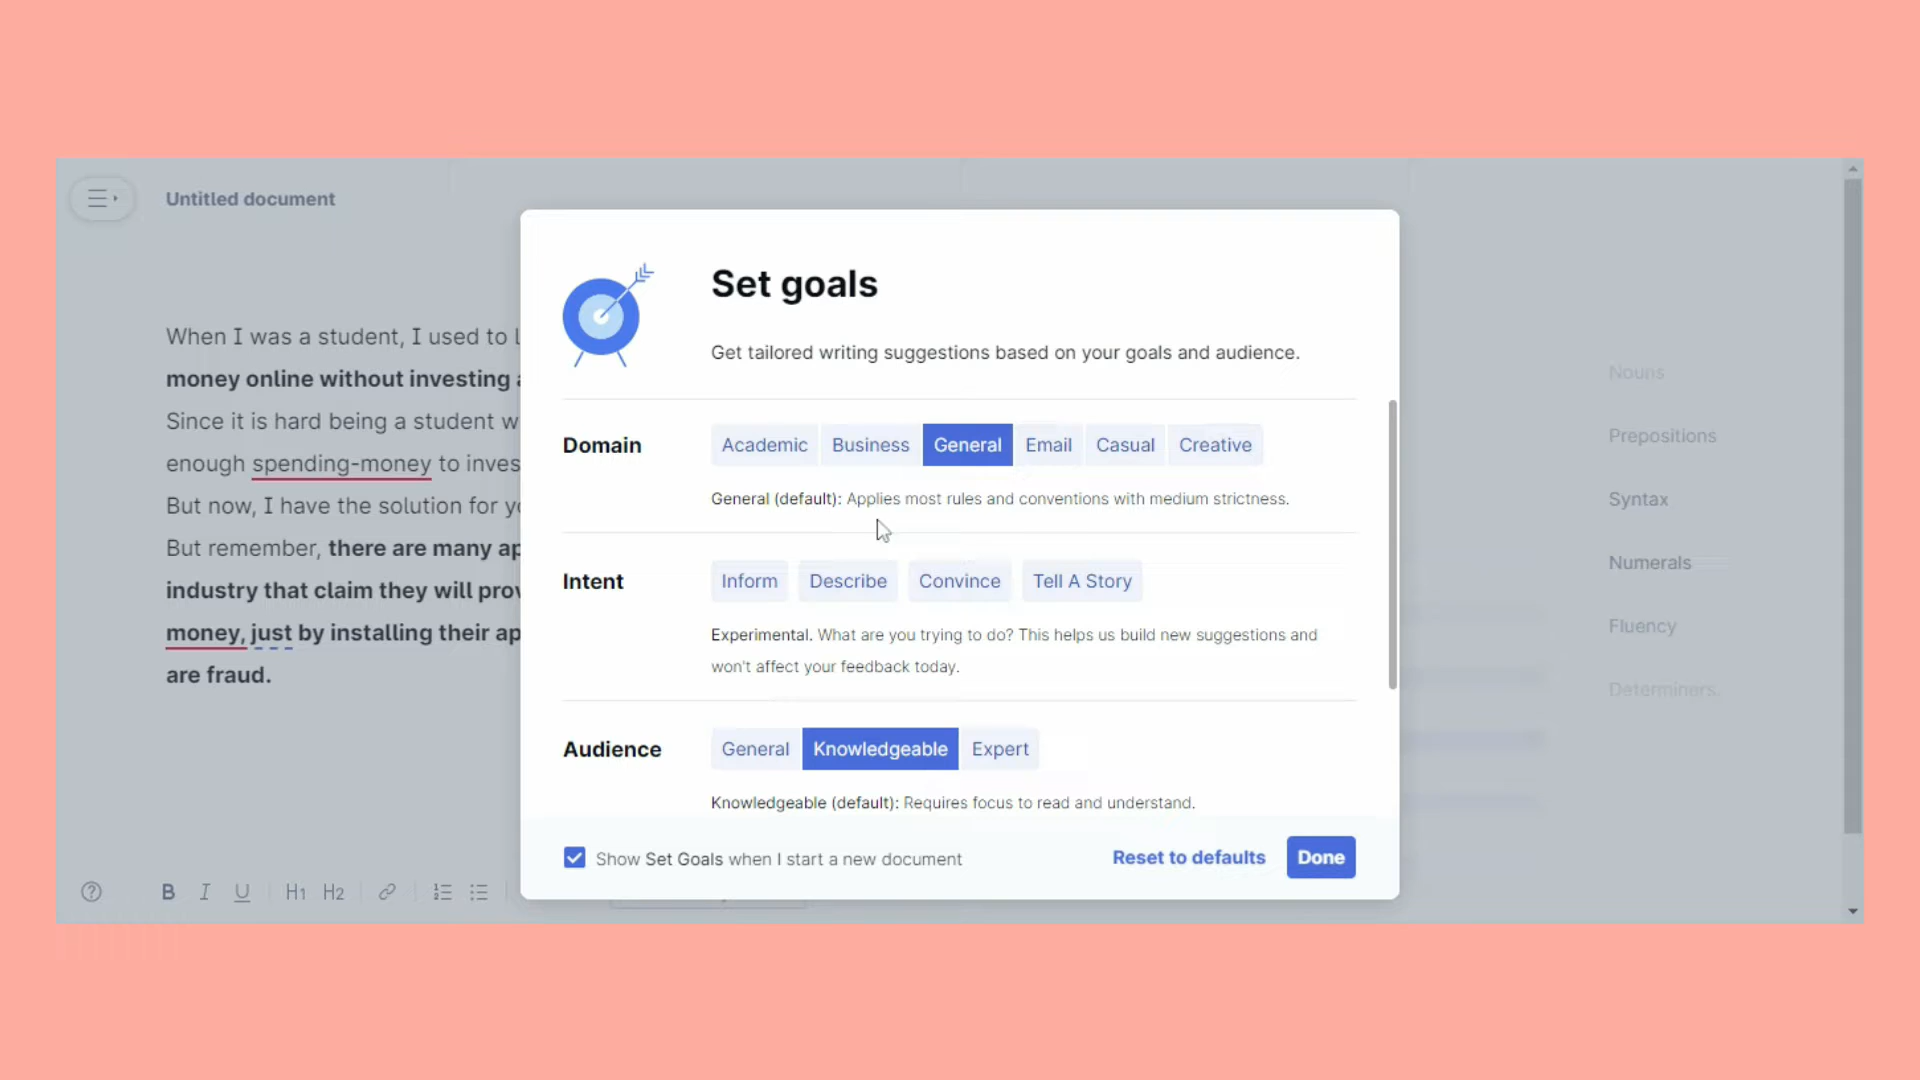 Untitled document
When I was a student, I used to
money online without investing
Since it is hard being a student
enough spending-money to inves
But now, I have the solution for
But remember, there are many
industry that claim they will
money, just by installing their
are fraud.
B I U H1 H2
Set goals
Get tailored writing suggestions based on your goals and audience.
Domain
Academic Business General Email Casual Creative
General (default): Applies most rules and conventions with medium strictness.
Intent
Inform Describe Convince Tell A Story
Experimental. What are you trying to do? This helps us build new suggestions and
won't affect your feedback today.
Audience
General Knowledgeable Expert
Knowledgeable (default): Requires focus to read and understand.
Show Set Goals when I start a new document
Reset to defaults
Done
Nouns
Prepositions
Syntax
Numerals
Fluency
Determiners